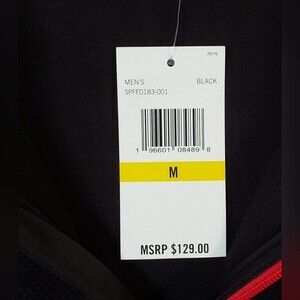 MEN'S BLACK
SPFFD183-001
1 96601 08489 8
M
MSRP $129.00